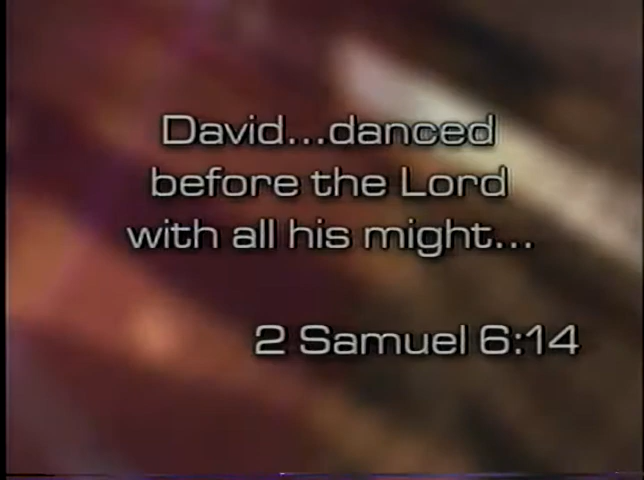 David...danced
before the Lord
with all his might...
2 Samuel 6:14